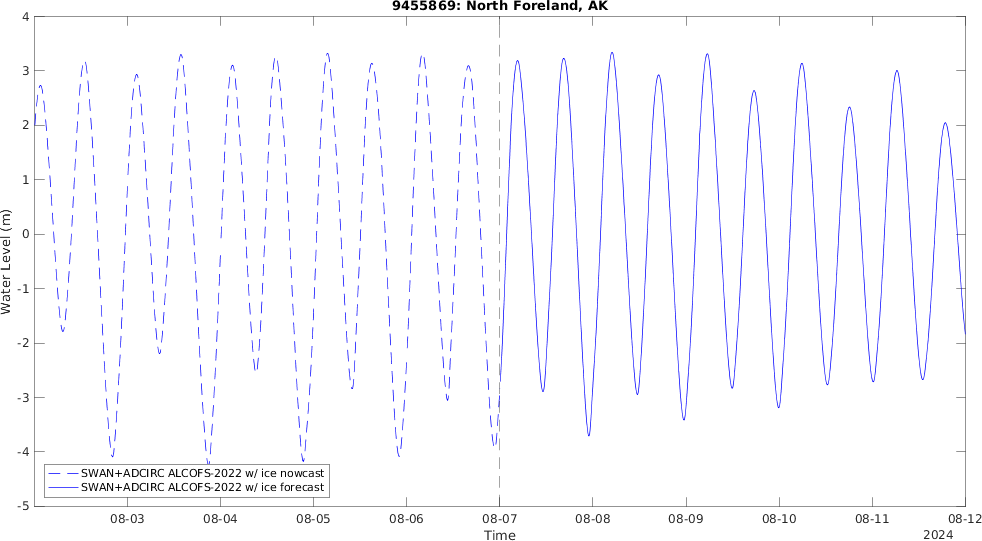 9455869: North Foreland, AK
4
3
2
1
0
-1
-2
-3
-4
-5
Water Level (m)
SWAN+ADCIRC ALCOFS-2022 w/ ice nowcast
SWAN+ADCIRC ALCOFS-2022 w/ ice forecast
08-03 08-04 08-05 08-06 08-07 08-08 08-09 08-10 08-11 08-12
Time
2024